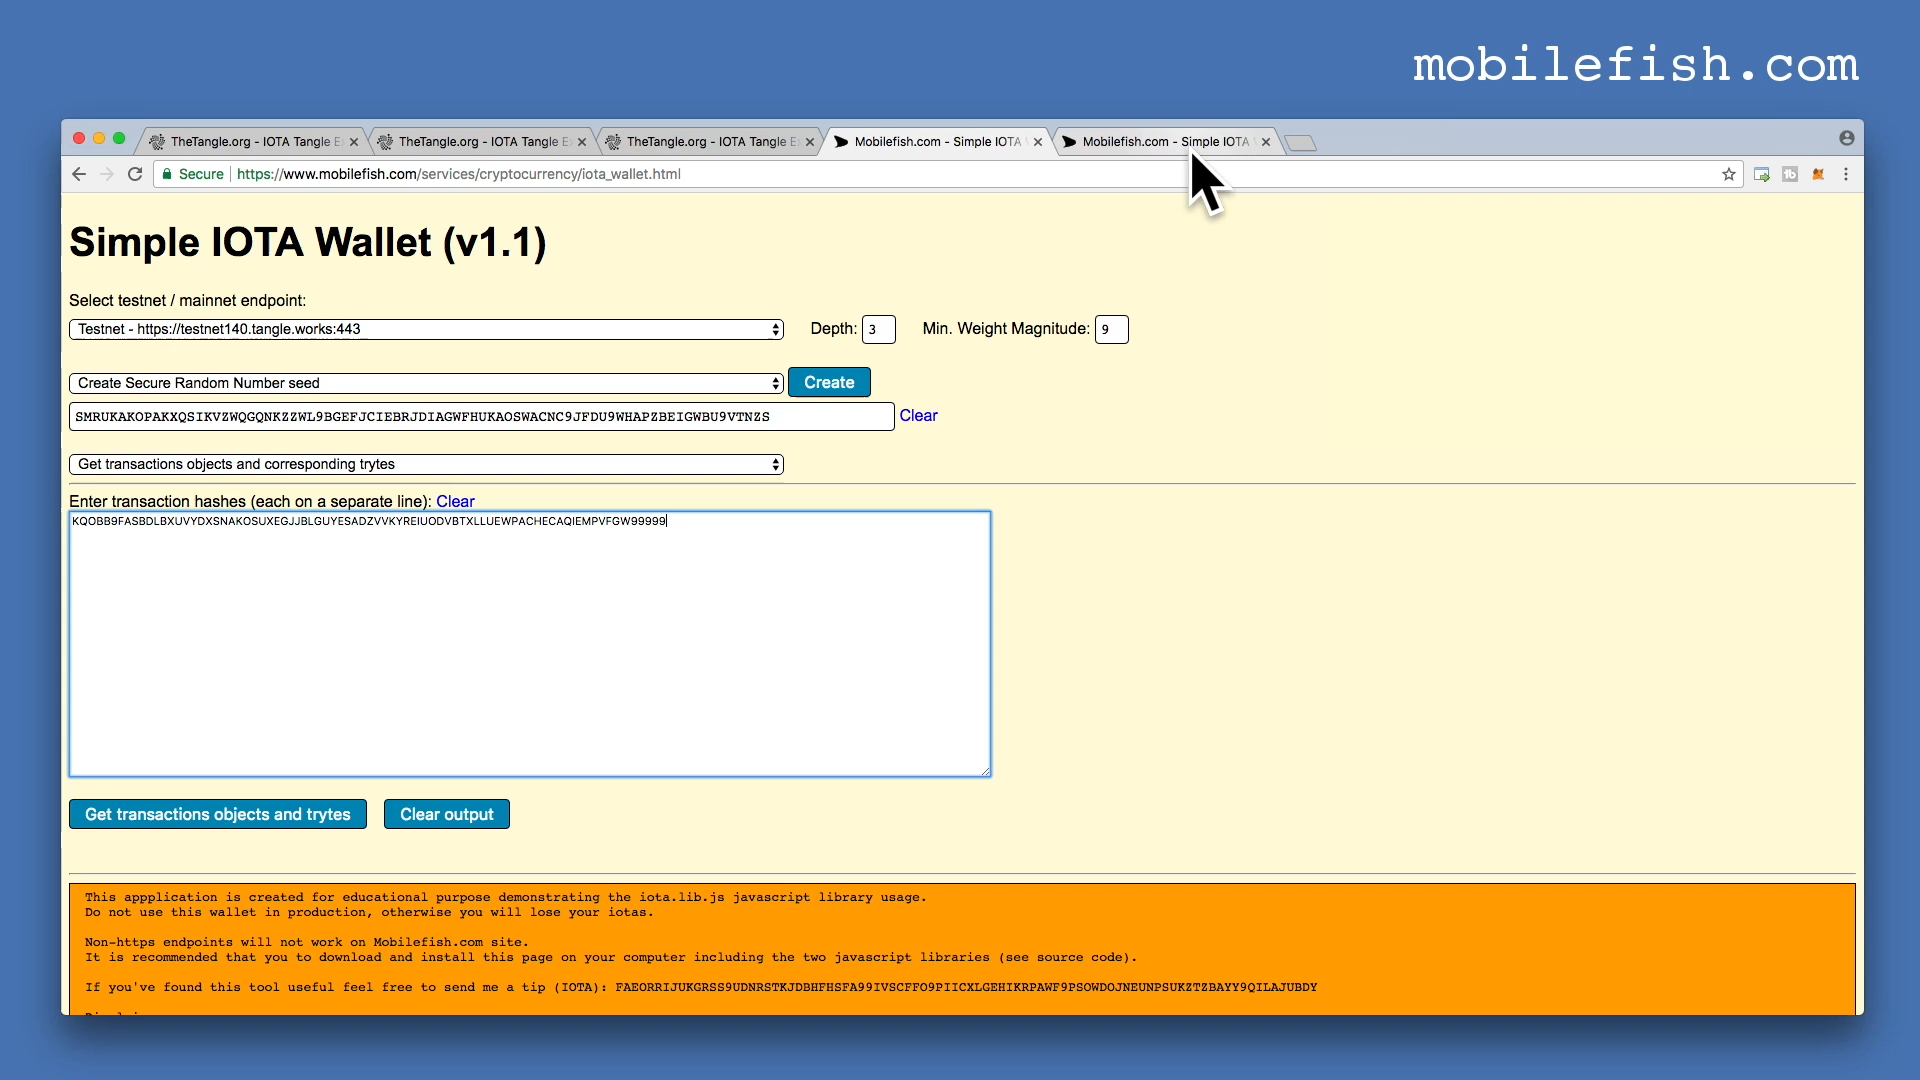 mobilefish.com
TheTangle.org - IOTA Tangle E
TheTangle.org - IOTA Tangle E
TheTangle.org - IOTA Tangle E
Mobilefish.com - Simple IOTA
Mobilefish.com - Simple IOTA
Secure https://www.mobilefish.com/services/cryptocurrency/iota_wallet.html
Simple IOTA Wallet (v1.1)
Select testnet / mainnet endpoint:
Testnet - https://testnet140.tangle.works:443 Depth: 3 Min. Weight Magnitude: 9
Create Secure Random Number seed Create
SMRUKAKOPAKXQSIKVZWQGQNKZZWL9BGEFJCIEBRJDIAGWFHUKAOSWACNC9JFDU9WHAPZBEIGWBU9VTNZS Clear
Get transactions objects and corresponding trytes
Enter transaction hashes (each on a separate line): Clear
KQOBB9FASBDLBXUVYDXSNAKOSUXEGJJBLGUYESADZVVKYREIUODVBTXLLUEWPACHECAQIEMPVFGW99999
Get transactions objects and trytes Clear output
This appplication is created for educational purpose demonstrating the iota.lib.js javascript library usage.
Do not use this wallet in production, otherwise you will lose your iotas.
Non-https endpoints will not work on Mobilefish.com site.
It is recommended that you to download and install this page on your computer including the two javascript libraries (see source code).
If you've found this tool useful feel free to send me a tip (IOTA): FAEORRIJUKGRSS9UDNRSTKJDBHFHSFA99IVSCFFO9PIICXLGEHIKRPAWF9PSOWDOJNEUNPSUKZTZBAYY9QILAJUBDY